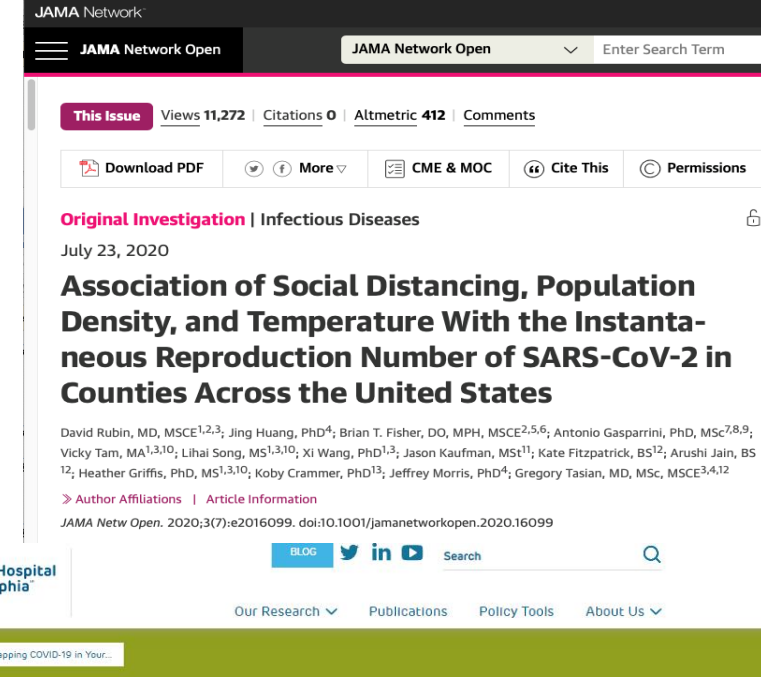 JAMA Network
JAMA Network Open
JAMA Network Open
Enter Search Term
This Issue Views 11,272 | Citations 0 | Altmetric 412 | Comments
Download PDF
More
CME & MOC
Cite This
Permissions
Original Investigation | Infectious Diseases
July 23, 2020
Association of Social Distancing, Population
Density, and Temperature With the Instanta-
neous Reproduction Number of SARS-CoV-2 in
Counties Across the United States
David Rubin, MD, MSCE1,2,3; Jing Huang, PhD4; Brian T. Fisher, DO, MPH, MSCE2,5,6; Antonio Gasparrini, PhD, MSc7,8,9;
Vicky Tam, MA1,3,10; Lihai Song, MS1,3,10; Xi Wang, PhD1,3; Jason Kaufman, MSt11; Kate Fitzpatrick, BS12; Arushi Jain, BS
12; Heather Griffis, PhD, MS1,3,10; Koby Crammer, PhD13; Jeffrey Morris, PhD4; Gregory Tasian, MD, MSc, MSCE3,4,12
Author Affiliations | Article Information
JAMA Netw Open. 2020;3(7):e2016099. doi:10.1001/jamanetworkopen.2020.16099
Hospital
phia
BLOG
Search
Our Research Publications Policy Tools About Us
apping COVID-19 in Your...